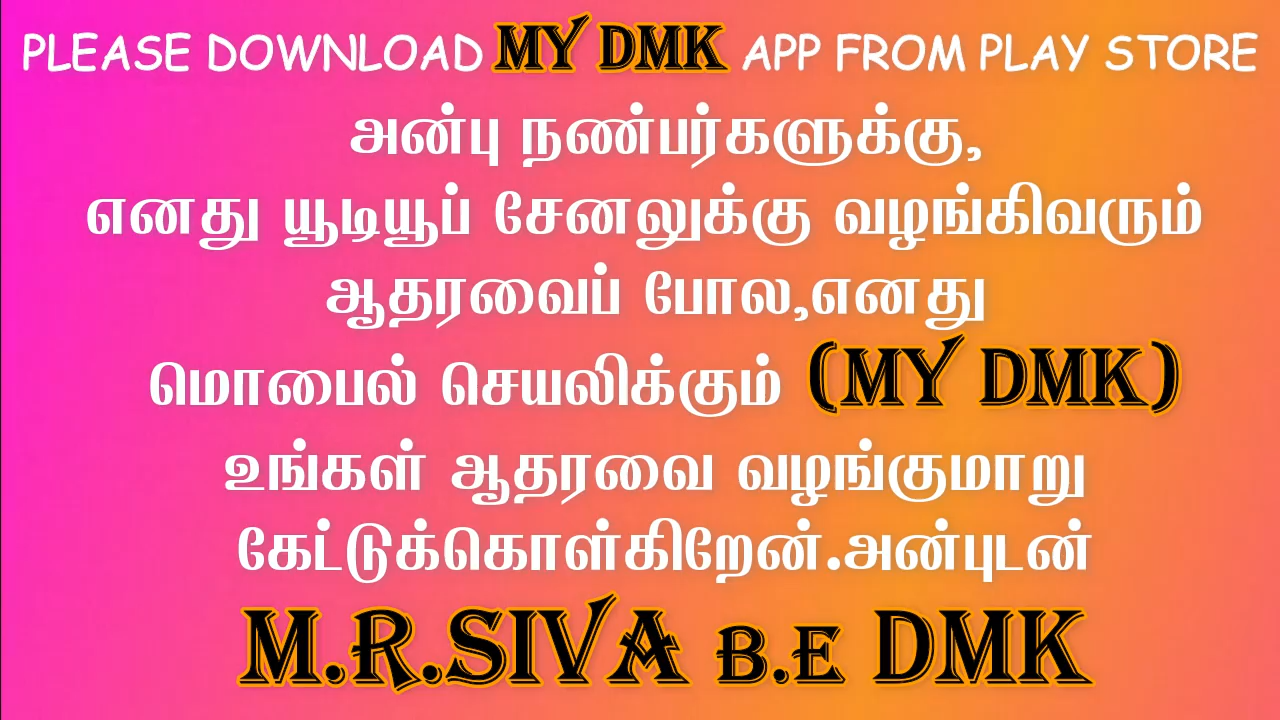 PLEASE DOWNLOAD MY DMK APP FROM PLAY STORE
அன்பு நண்பர்களுக்கு,
எனது யூடியூப் சேனலுக்கு வழங்கிவரும்
ஆதரவைப் போல,எனது
மொபைல் செயலிக்கும் (MY DMK)
உங்கள் ஆதரவை வழங்குமாறு
கேட்டுக்கொள்கிறேன்.அன்புடன்
M.R.SIVA B.E DMK